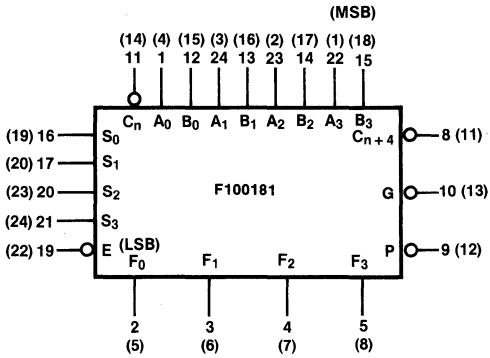 (MSB)
(14) (4) (15) (3) (16) (2) (17) (1) (18)
11 1 12 24 13 23 14 22 15
Cn A0 B0 A1 B1 A2 B2 A3 B3
(19) 16 S0 Cn+4 8 (11)
(20) 17 S1
(23) 20 S2 F100181 G 10 (13)
(24) 21 S3
(22) 19 E (LSB) P 9 (12)
F0 F1 F2 F3
2 3 4 5
(5) (6) (7) (8)